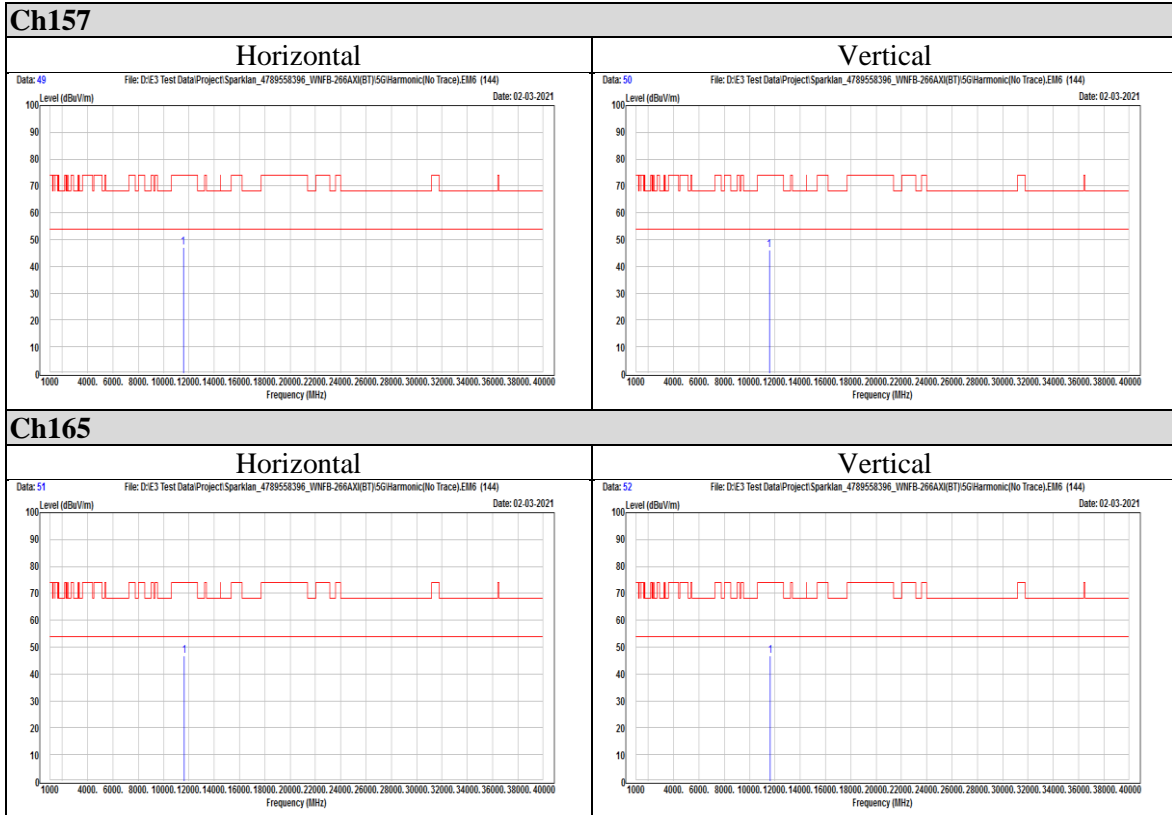 Ch157
Horizontal
Vertical
Data: 49 File: D:\E3 Test Data\Project\Sparklan_4789558396_WNFB-266AXI(BT)\5G\Harmonic(No Trace).EM6 (144)
Level (dBuV/m)
Date: 02-03-2021
100
90
80
70
60
50
40
30
20
10
0
1
1000 4000. 6000. 8000. 10000. 12000. 14000. 16000. 18000. 20000. 22000. 24000. 26000. 28000. 30000. 32000. 34000. 36000. 38000. 40000
Frequency (MHz)
Data: 50 File: D:\E3 Test Data\Project\Sparklan_4789558396_WNFB-266AXI(BT)\5G\Harmonic(No Trace).EM6 (144)
Level (dBuV/m)
Date: 02-03-2021
100
90
80
70
60
50
40
30
20
10
0
1
1000 4000. 6000. 8000. 10000. 12000. 14000. 16000. 18000. 20000. 22000. 24000. 26000. 28000. 30000. 32000. 34000. 36000. 38000. 40000
Frequency (MHz)
Ch165
Horizontal
Vertical
Data: 51 File: D:\E3 Test Data\Project\Sparklan_4789558396_WNFB-266AXI(BT)\5G\Harmonic(No Trace).EM6 (144)
Level (dBuV/m)
Date: 02-03-2021
100
90
80
70
60
50
40
30
20
10
0
1
1000 4000. 6000. 8000. 10000. 12000. 14000. 16000. 18000. 20000. 22000. 24000. 26000. 28000. 30000. 32000. 34000. 36000. 38000. 40000
Frequency (MHz)
Data: 52 File: D:\E3 Test Data\Project\Sparklan_4789558396_WNFB-266AXI(BT)\5G\Harmonic(No Trace).EM6 (144)
Level (dBuV/m)
Date: 02-03-2021
100
90
80
70
60
50
40
30
20
10
0
1
1000 4000. 6000. 8000. 10000. 12000. 14000. 16000. 18000. 20000. 22000. 24000. 26000. 28000. 30000. 32000. 34000. 36000. 38000. 40000
Frequency (MHz)